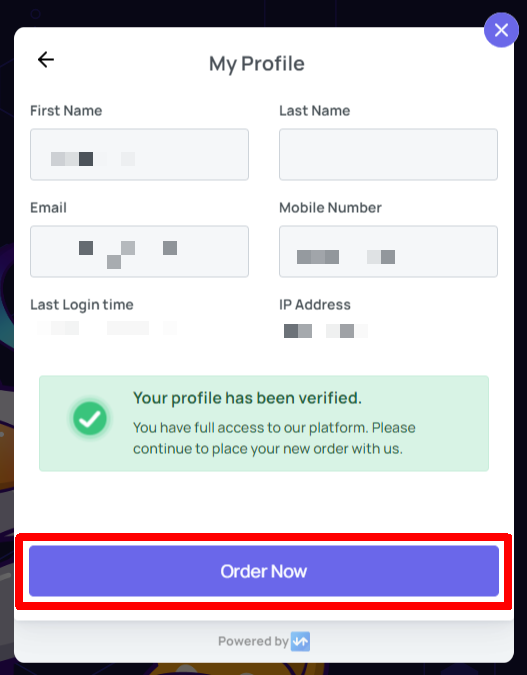 My Profile
First Name
Last Name
Email
Mobile Number
Last Login time
IP Address
Your profile has been verified.
You have full access to our platform. Please
continue to place your new order with us.
Order Now
Powered by